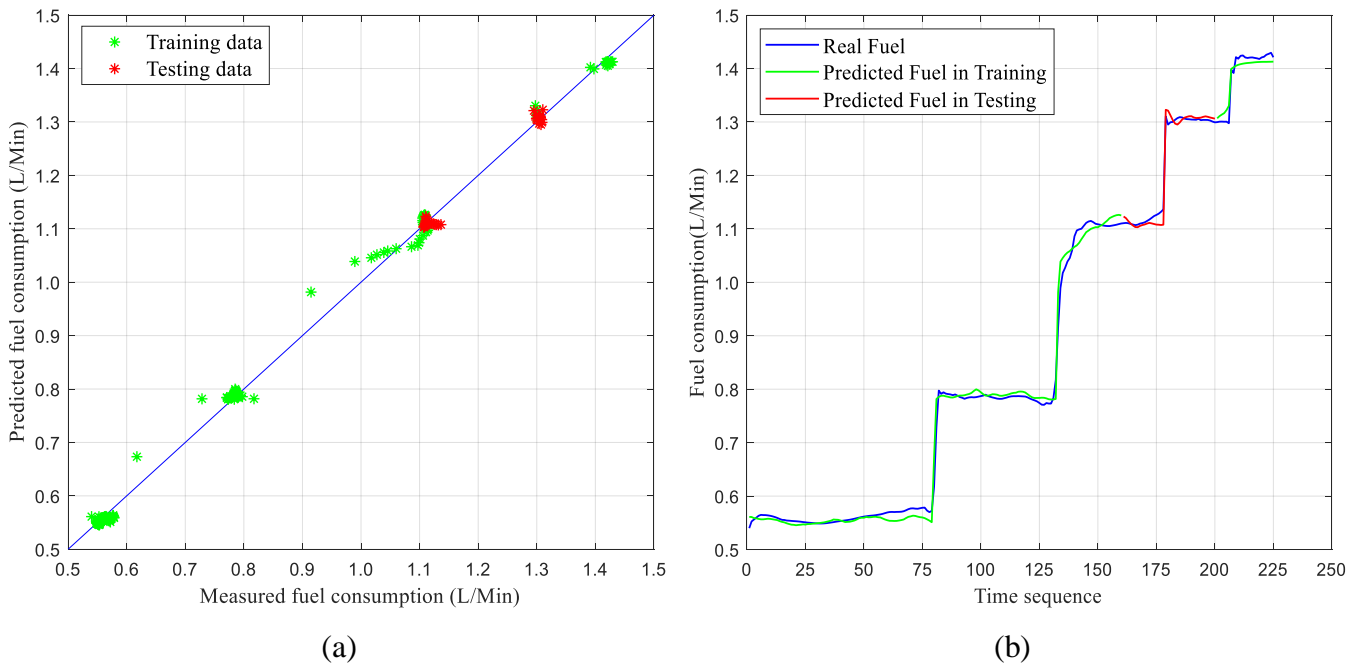 Training data
Testing data
1.5
1.4
1.3
1.2
1.1
1.0
0.9
0.8
0.7
0.6
0.5
Predicted fuel consumption (L/Min)
0.5 0.6 0.7 0.8 0.9 1.0 1.1 1.2 1.3 1.4 1.5
Measured fuel consumption (L/Min)
(a)
Real Fuel
Predicted Fuel in Training
Predicted Fuel in Testing
1.5
1.4
1.3
1.2
1.1
1.0
0.9
0.8
0.7
0.6
0.5
Fuel consumption(L/Min)
0 25 50 75 100 125 150 175 200 225 250
Time sequence
(b)